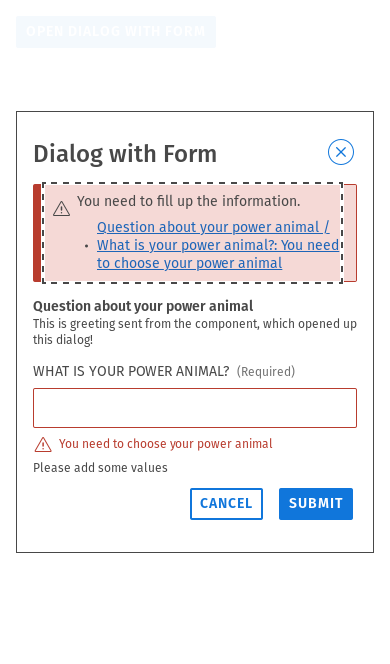 OPEN DIALOG WITH FORM
Dialog with Form
You need to fill up the information.
• Question about your power animal /
What is your power animal?: You need
to choose your power animal
Question about your power animal
This is greeting sent from the component, which opened up
this dialog!
WHAT IS YOUR POWER ANIMAL? (Required)
You need to choose your power animal
Please add some values
CANCEL SUBMIT